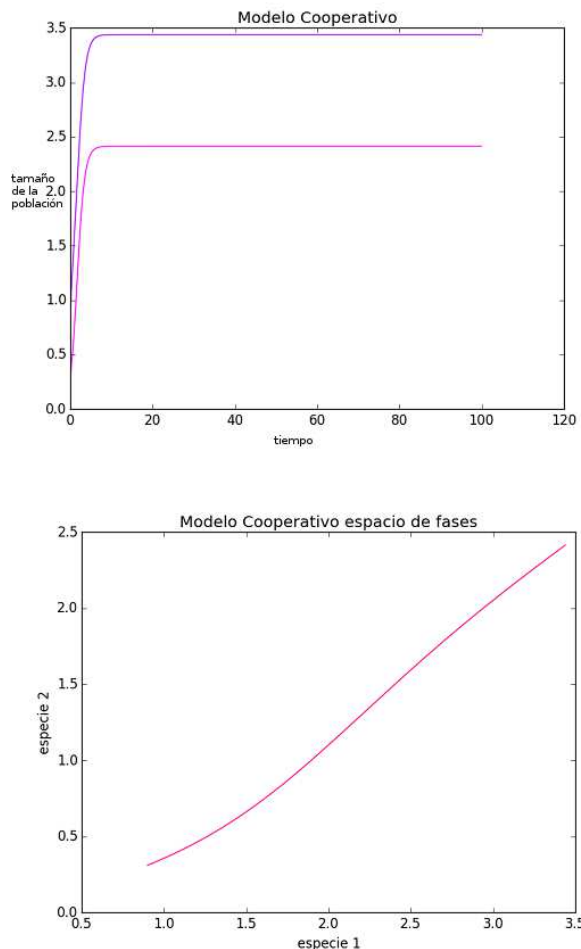 Modelo Cooperativo
3.5
3.0
2.5
tamaño
de la
población
2.0
1.5
1.0
0.5
0.0
0 20 40 60 80 100 120
tiempo
Modelo Cooperativo espacio de fases
2.5
2.0
1.5
especie 2
1.0
0.5
0.0
0.5 1.0 1.5 2.0 2.5 3.0 3.5
especie 1